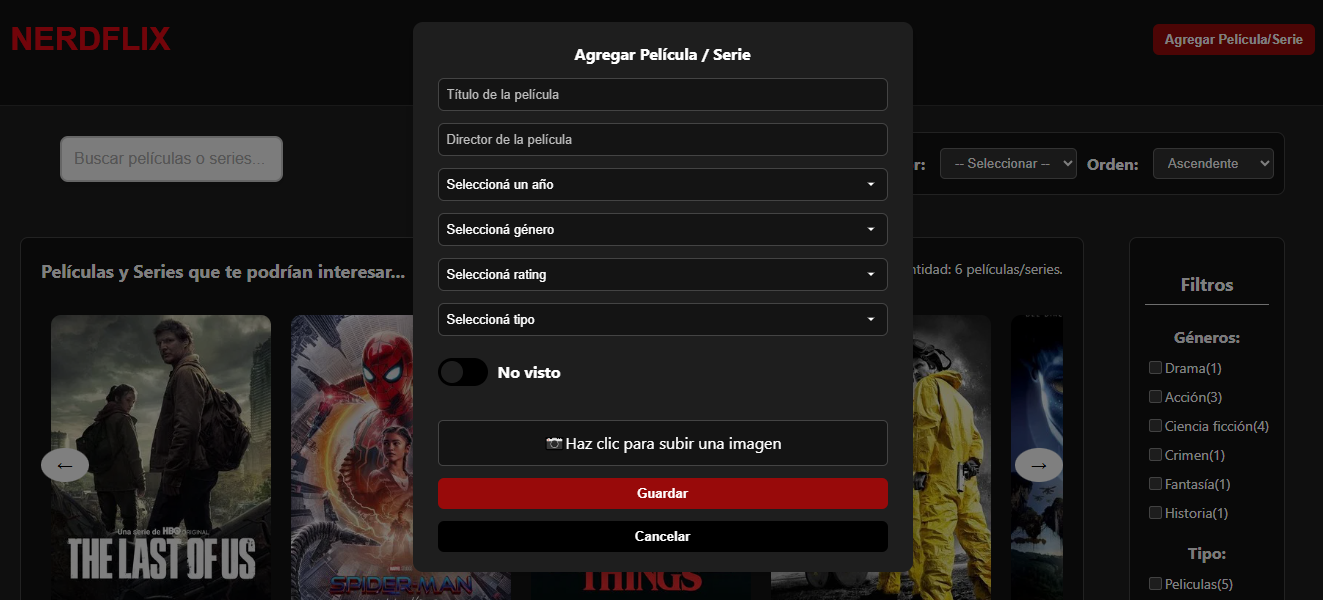 NERDFLIX
Agregar Pelicula/Serie
Agregar Película / Serie
Título de la película
Director de la película
Seleccioná un año
Seleccioná género
Seleccioná rating
Seleccioná tipo
No visto
Haz clic para subir una imagen
Guardar
Cancelar
Buscar películas o series...
r:
-- Seleccionar --
Orden:
Ascendente
Películas y Series que te podrían interesar...
ntidad: 6 películas/series.
←
→
Una serie de HBO ORIGINAL
THE LAST OF US
SPIDER-MAN
THINGS
Filtros
Géneros:
Drama(1)
Acción(3)
Ciencia ficción(4)
Crimen(1)
Fantasía(1)
Historia(1)
Tipo:
Peliculas(5)